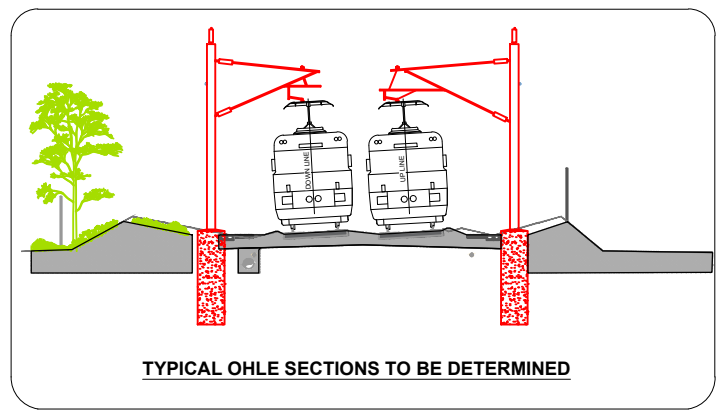 DOWN LINE
UP LINE
TYPICAL OHLE SECTIONS TO BE DETERMINED